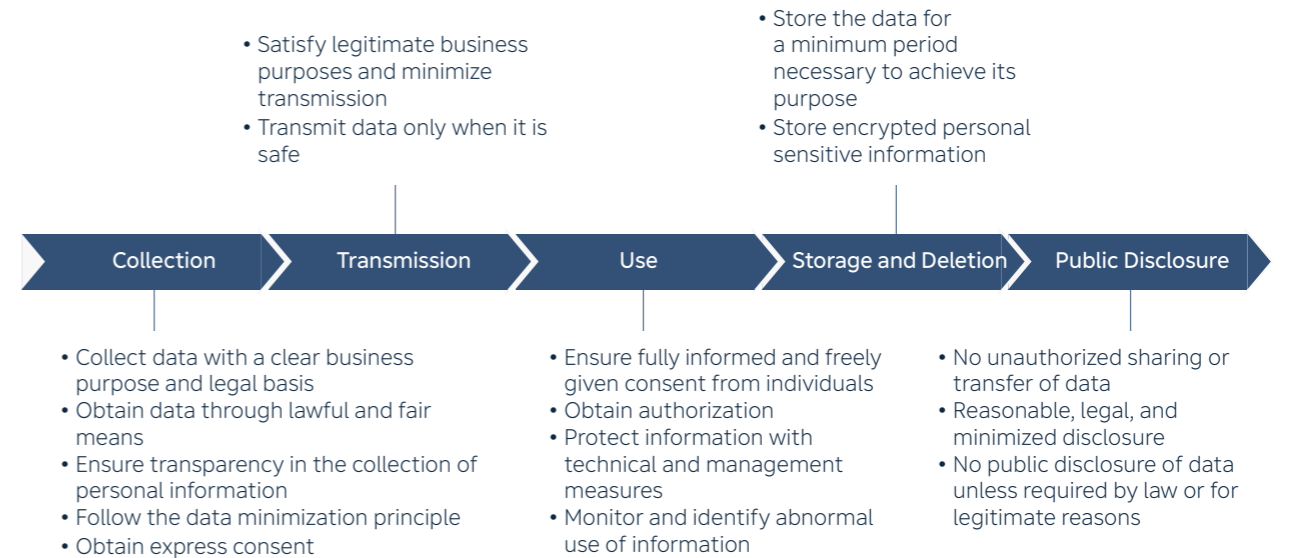 • Satisfy legitimate business
purposes and minimize
transmission
• Transmit data only when it is
safe
• Store the data for
a minimum period
necessary to achieve its
purpose
• Store encrypted personal
sensitive information
Collection
Transmission
Use
Storage and Deletion
Public Disclosure
• Collect data with a clear business
purpose and legal basis
• Obtain data through lawful and fair
means
• Ensure transparency in the collection of
personal information
• Follow the data minimization principle
• Obtain express consent
• Ensure fully informed and freely
given consent from individuals
• Obtain authorization
• Protect information with
technical and management
measures
• Monitor and identify abnormal
use of information
• No unauthorized sharing or
transfer of data
• Reasonable, legal, and
minimized disclosure
• No public disclosure of data
unless required by law or for
legitimate reasons